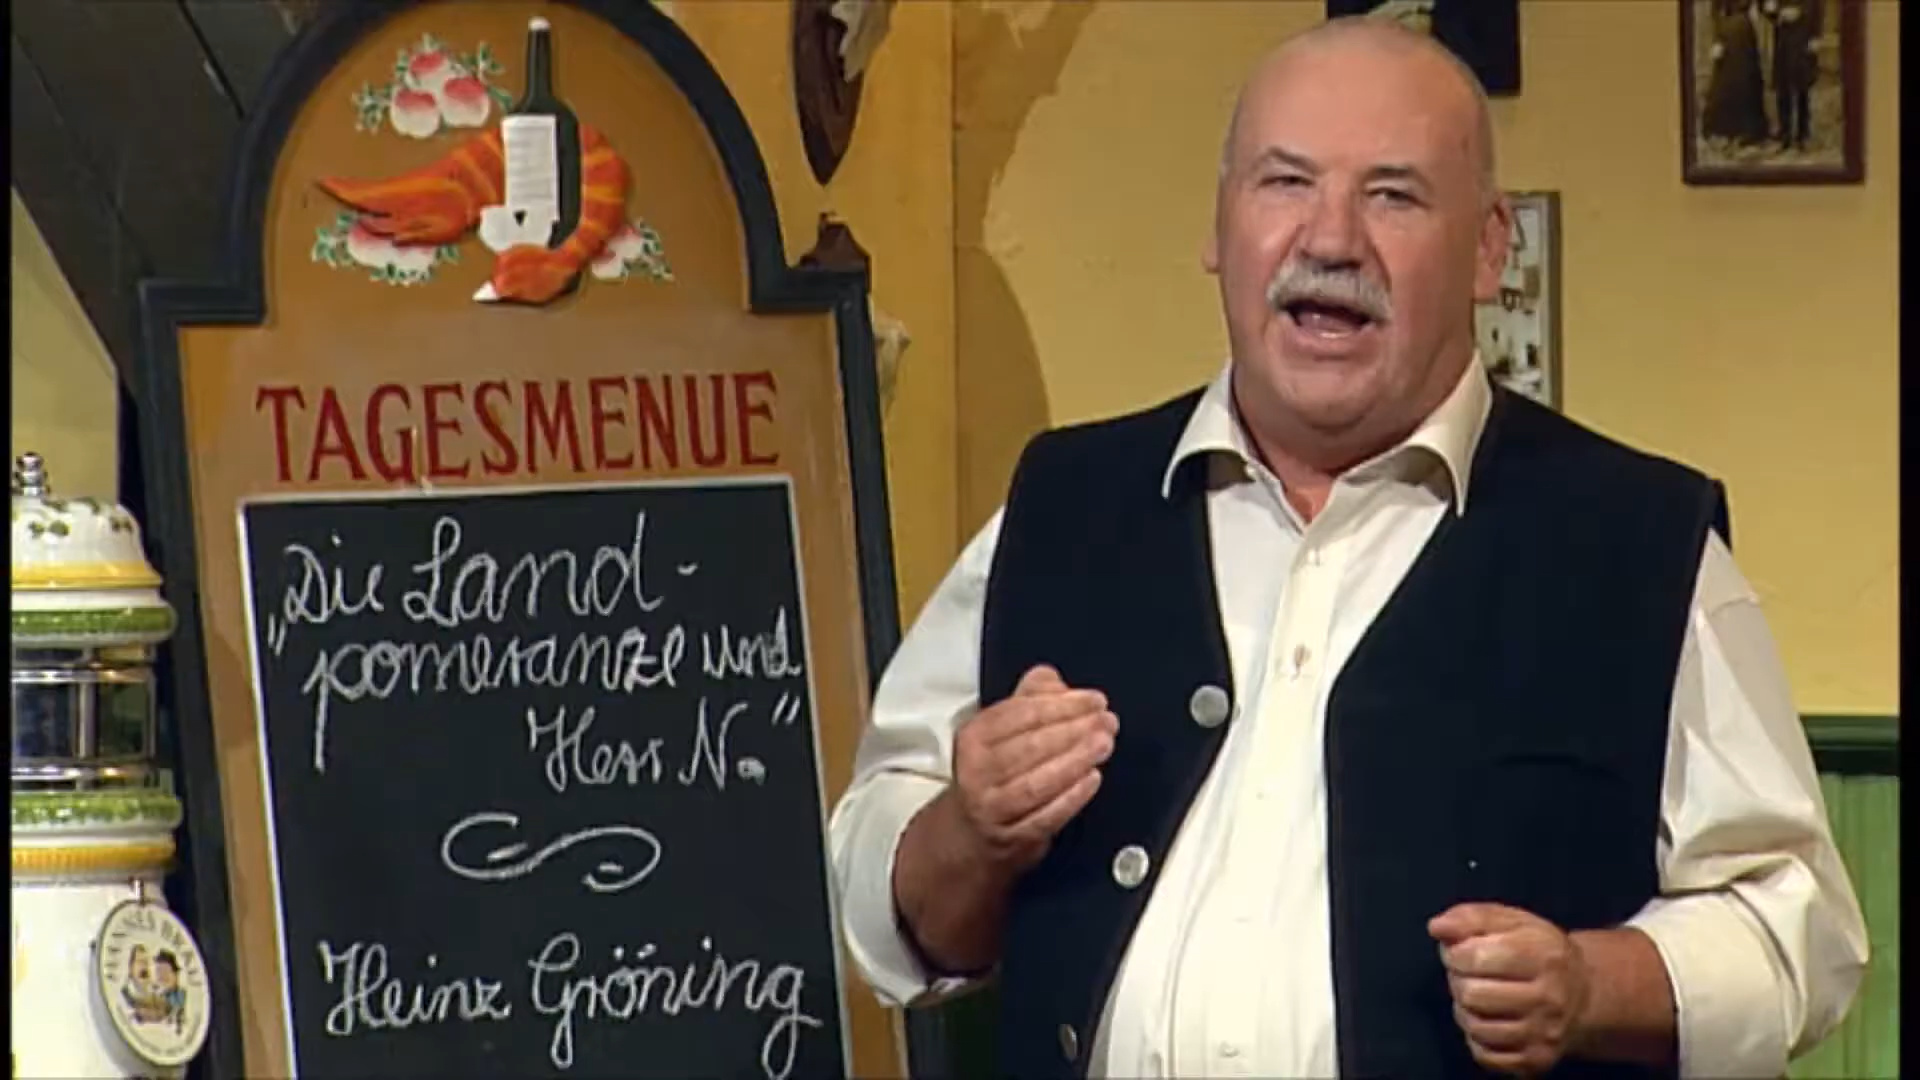 TAGESMENUE
„Die Land-
pomeranze und
Herr N."
Heinz Gröning